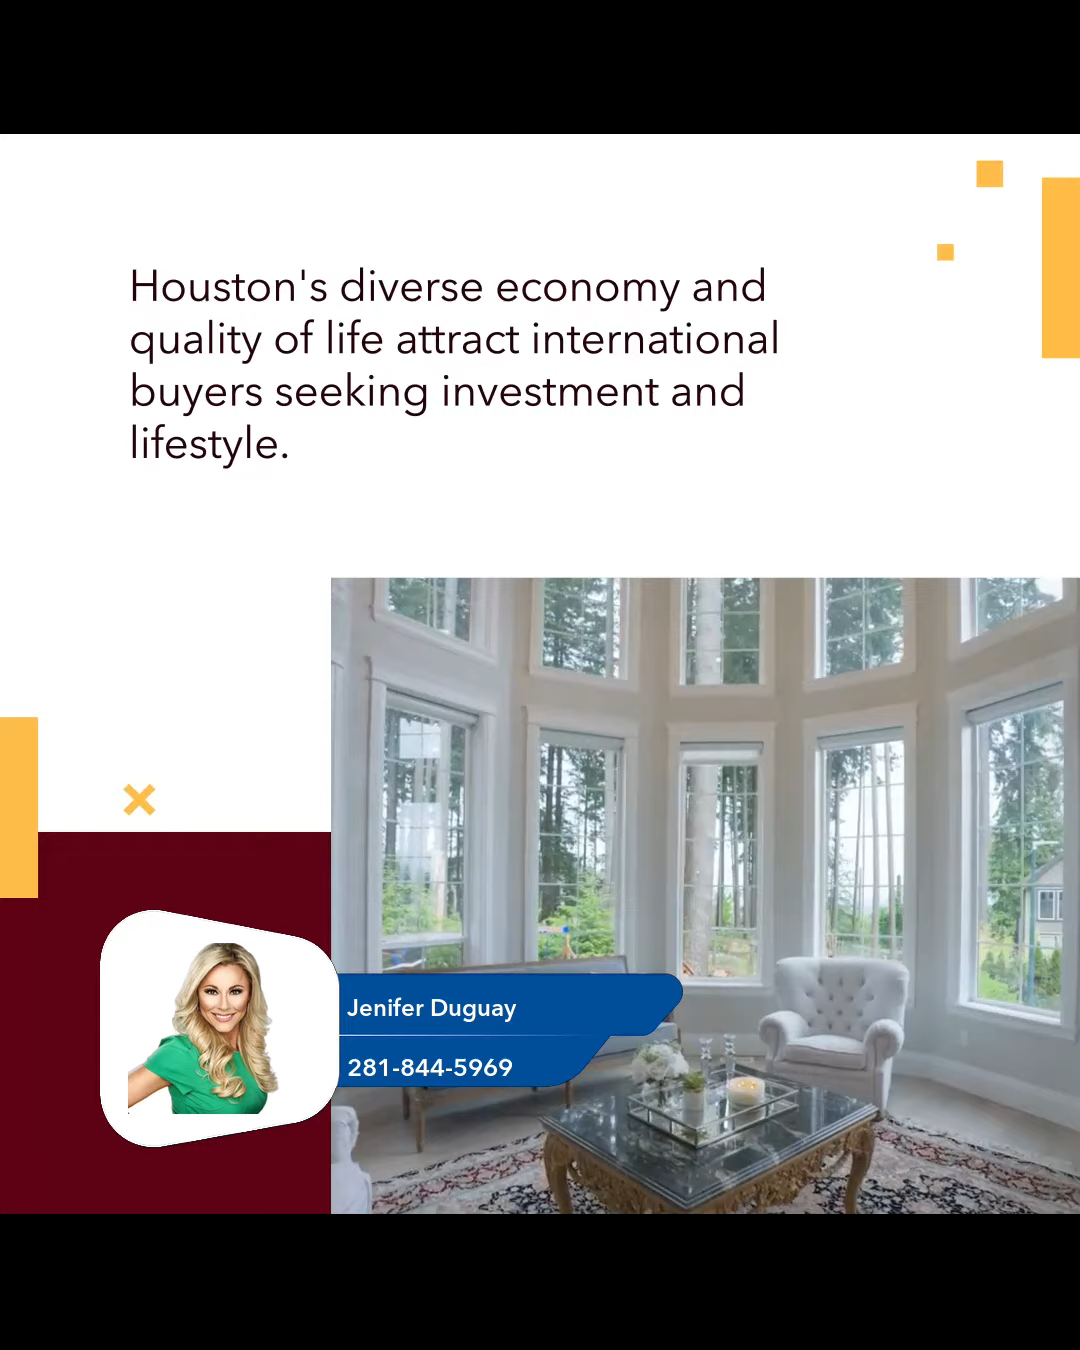 Houston's diverse economy and
quality of life attract international
buyers seeking investment and
lifestyle.
Jenifer Duguay
281-844-5969